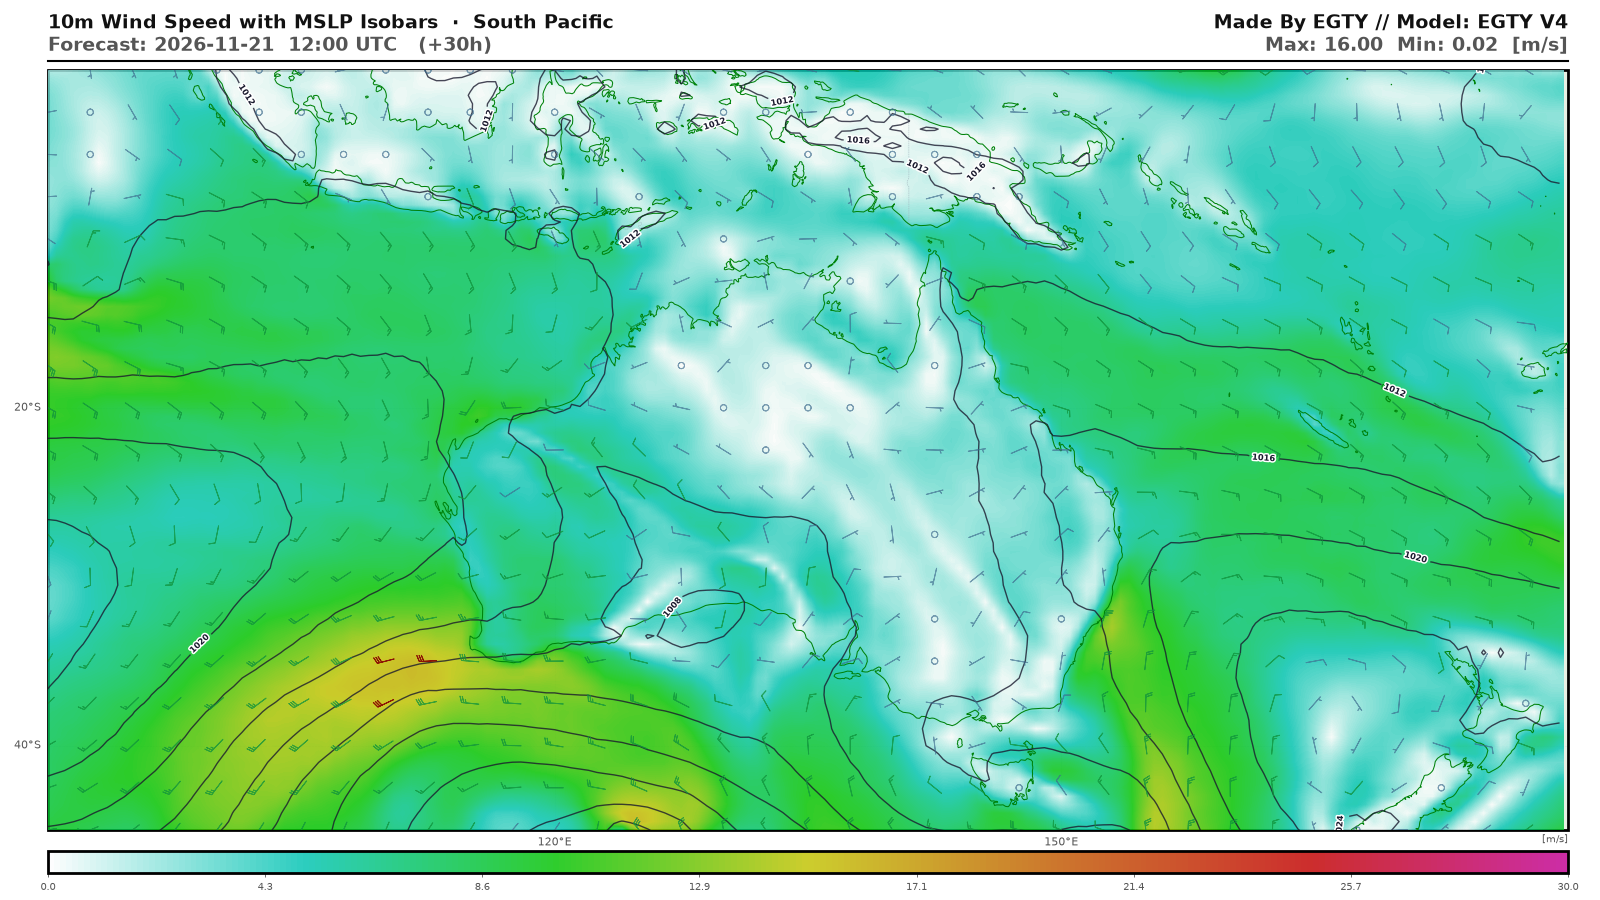 10m Wind Speed with MSLP Isobars · South Pacific
Made By EGTY // Model: EGTY V4
Forecast: 2026-11-21 12:00 UTC (+30h)
Max: 16.00 Min: 0.02 [m/s]
1012
1012
1012
1012
1016
1012
1016
1012
20°S
1012
1016
1020
1008
1020
40°S
024
120°E
150°E
[m/s]
0.0
4.3
8.6
12.9
17.1
21.4
25.7
30.0